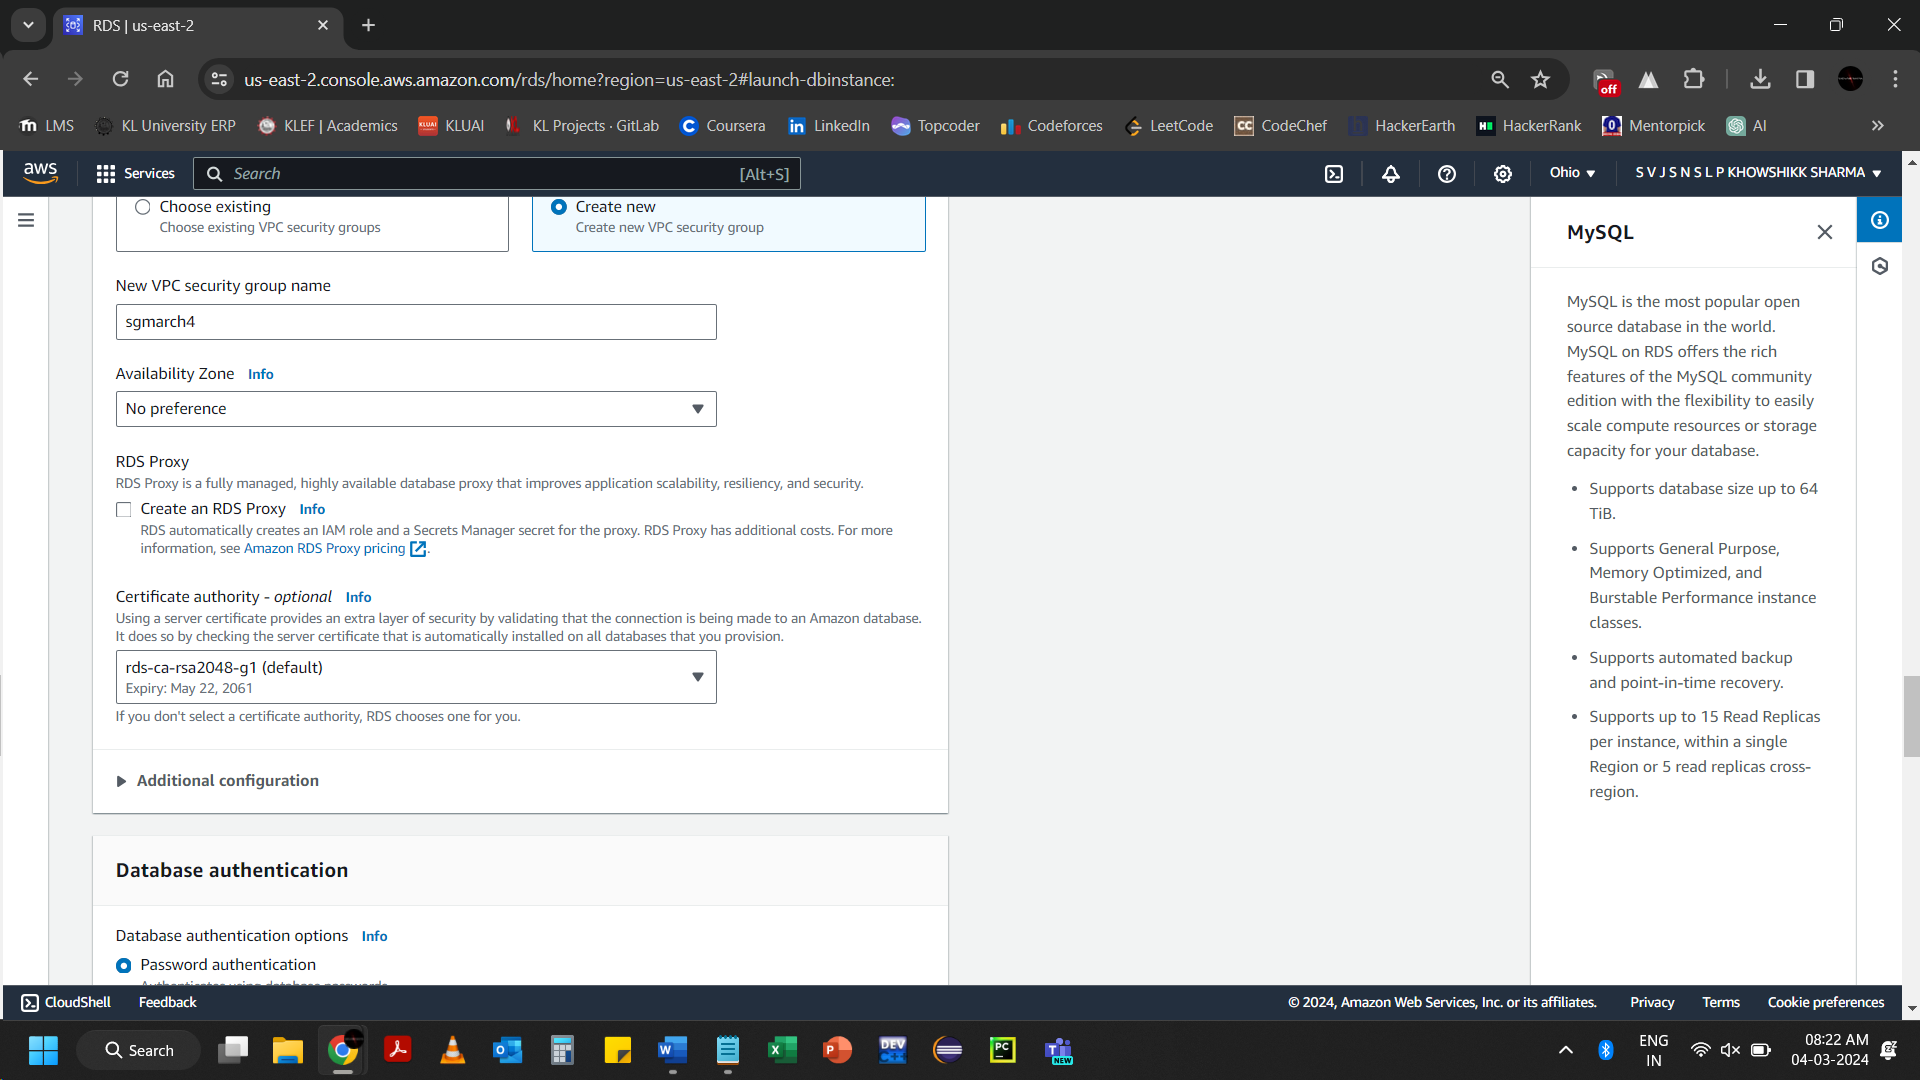 RDS | us-east-2
us-east-2.console.aws.amazon.com/rds/home?region=us-east-2#launch-dbinstance:
off
LMS
KL University ERP
KLEF | Academics
KLUAI
KL Projects · GitLab
Coursera
LinkedIn
Topcoder
Codeforces
LeetCode
CodeChef
HackerEarth
HackerRank
Mentorpick
AI
aws
Services
Search
[Alt+S]
Ohio
S V J S N S L P KHOWSHIKK SHARMA
Choose existing
Choose existing VPC security groups
Create new
Create new VPC security group
New VPC security group name
sgmarch4
Availability Zone Info
No preference
RDS Proxy
RDS Proxy is a fully managed, highly available database proxy that improves application scalability, resiliency, and security.
Create an RDS Proxy Info
RDS automatically creates an IAM role and a Secrets Manager secret for the proxy. RDS Proxy has additional costs. For more
information, see Amazon RDS Proxy pricing.
Certificate authority - optional Info
Using a server certificate provides an extra layer of security by validating that the connection is being made to an Amazon database.
It does so by checking the server certificate that is automatically installed on all databases that you provision.
rds-ca-rsa2048-g1 (default)
Expiry: May 22, 2061
If you don't select a certificate authority, RDS chooses one for you.
Additional configuration
Database authentication
Database authentication options Info
Password authentication
Authenticates using database passwords.
MySQL
MySQL is the most popular open
source database in the world.
MySQL on RDS offers the rich
features of the MySQL community
edition with the flexibility to easily
scale compute resources or storage
capacity for your database.
• Supports database size up to 64
TiB.
• Supports General Purpose,
Memory Optimized, and
Burstable Performance instance
classes.
• Supports automated backup
and point-in-time recovery.
• Supports up to 15 Read Replicas
per instance, within a single
Region or 5 read replicas cross-
region.
CloudShell
Feedback
© 2024, Amazon Web Services, Inc. or its affiliates.
Privacy
Terms
Cookie preferences
Search
DEV
PC
NEW
ENG
IN
08:22 AM
04-03-2024